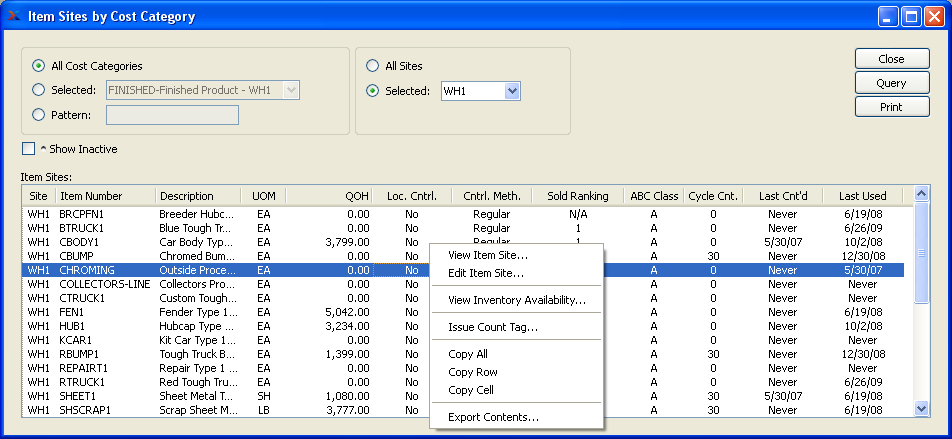 Item Sites by Cost Category
All Cost Categories
Selected: FINISHED-Finished Product - WH1
Pattern:
All Sites
Selected: WH1
Close
Query
Print
^ Show Inactive
Item Sites:
Site Item Number Description UOM QOH Loc. Cntrl. Cntrl. Meth. Sold Ranking ABC Class Cycle Cnt. Last Cnt'd Last Used
WH1 BRCPFN1 Breeder Hubc... EA 0.00 No Regular N/A A 0 Never 6/19/08
WH1 BTRUCK1 Blue Tough Tr... EA 0.00 No Regular 1 A 0 Never 6/26/09
WH1 CBODY1 Car Body Typ... EA 3,799.00 No Regular 1 A 0 5/30/07 10/2/08
WH1 CBUMP Chromed Bum... EA 0.00 No A 30 Never 12/30/08
WH1 CHROMING Outside Proce... EA 0.00 No A 0 Never 5/30/07
WH1 COLLECTORS-LINE Collectors Pro... EA 0.00 No A 0 Never Never
WH1 CTRUCK1 Custom Tough... EA 0.00 No A 0 Never Never
WH1 FEN1 Fender Type 1... EA 5,042.00 No A 0 Never 6/19/08
WH1 HUB1 Hubcap Type ... EA 3,234.00 No A 0 Never 10/2/08
WH1 KCAR1 Kit Car Type 1... EA 0.00 No A 0 Never Never
WH1 RBUMP1 Tough Truck B... EA 1,399.00 No A 30 Never 12/30/08
WH1 REPAIRT1 Repair Type 1 ... EA 0.00 No A 0 Never Never
WH1 RTRUCK1 Red Tough Tru... EA 0.00 No A 0 Never 6/26/09
WH1 SHEET1 Sheet Metal T... SH 1,080.00 No A 30 5/30/07 6/19/08
WH1 SHSCRAP1 Scrap Sheet M... LB 3,777.00 No A 0 Never 6/19/08
View Item Site...
Edit Item Site...
View Inventory Availability...
Issue Count Tag...
Copy All
Copy Row
Copy Cell
Export Contents...